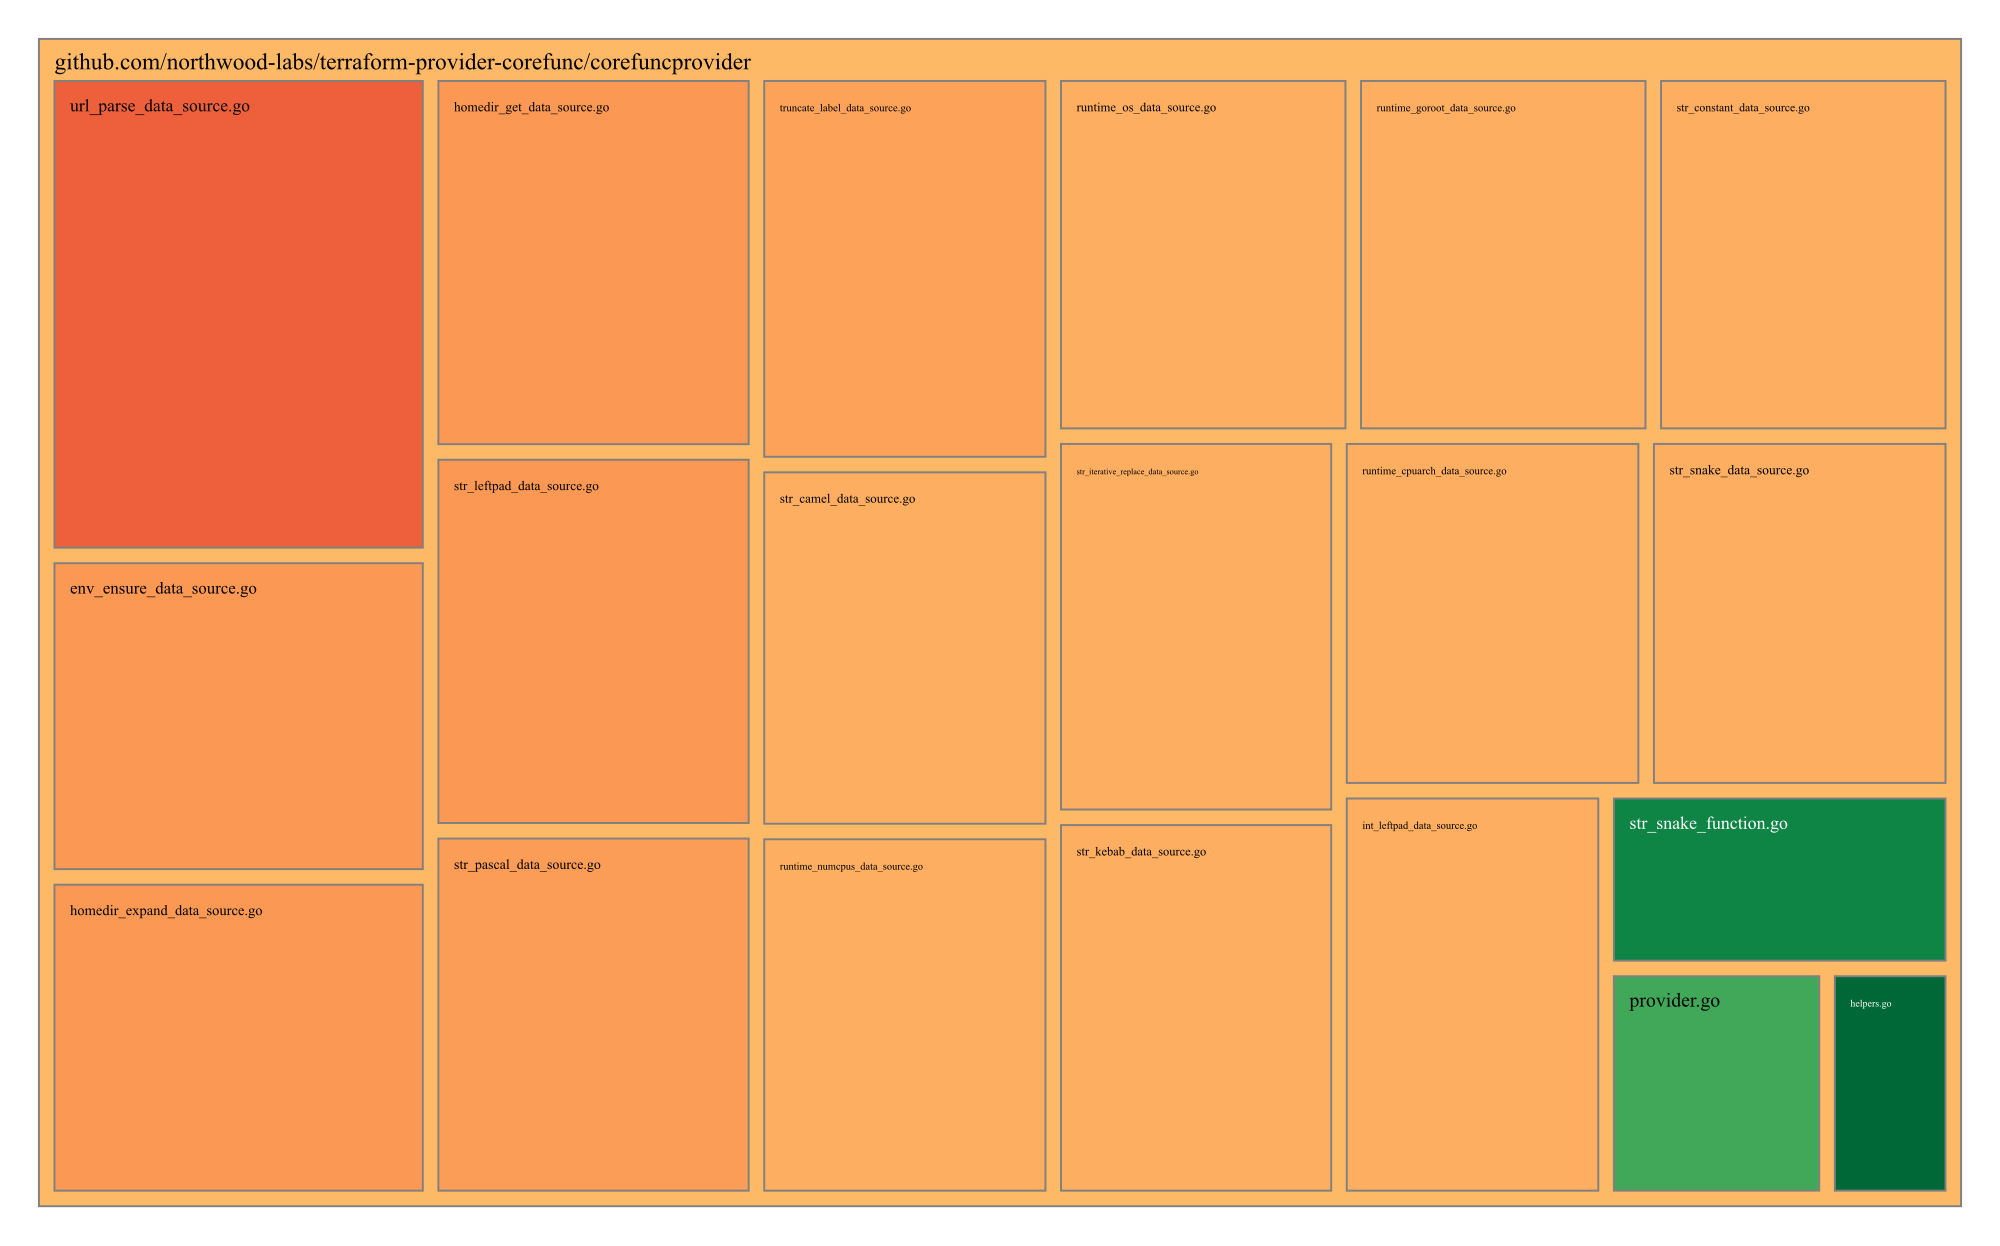 github.com/northwood-labs/terraform-provider-corefunc/corefuncprovider
url_parse_data_source.go
homedir_get_data_source.go
truncate_label_data_source.go
runtime_os_data_source.go
runtime_goroot_data_source.go
str_constant_data_source.go
str_iterative_replace_data_source.go
runtime_cpuarch_data_source.go
str_snake_data_source.go
str_leftpad_data_source.go
str_camel_data_source.go
env_ensure_data_source.go
int_leftpad_data_source.go
str_snake_function.go
str_kebab_data_source.go
str_pascal_data_source.go
runtime_numcpus_data_source.go
homedir_expand_data_source.go
provider.go
helpers.go